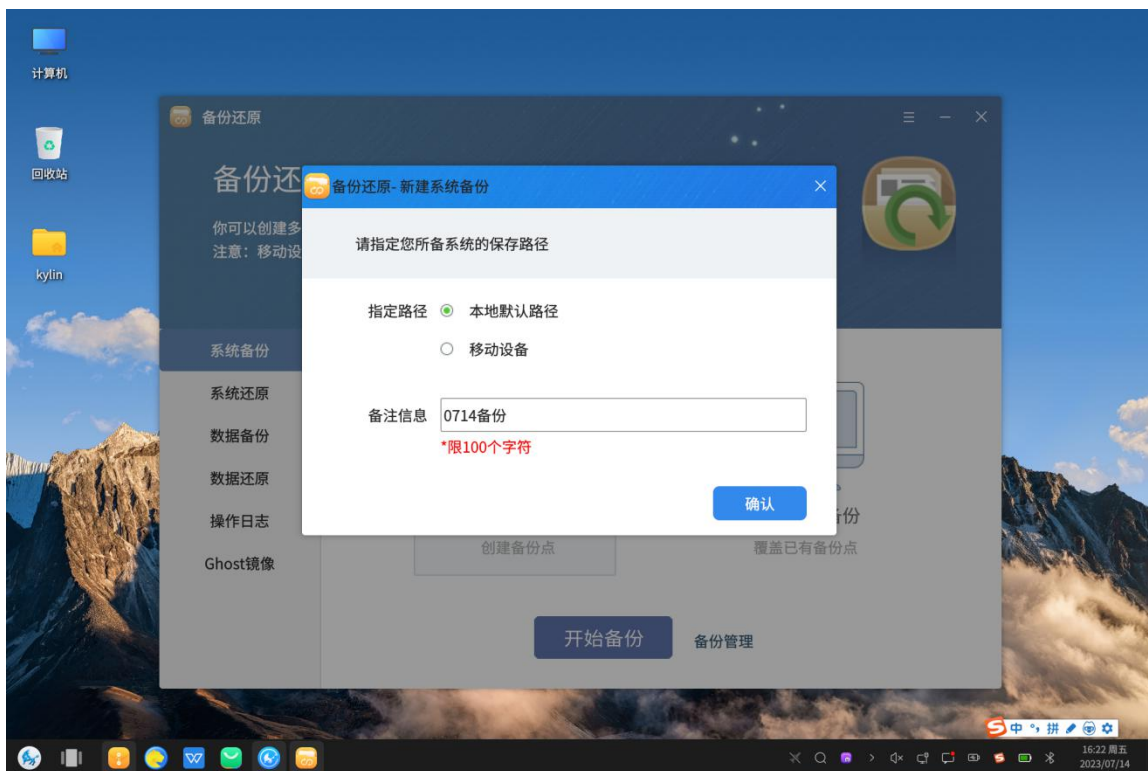 计算机
回收站
kylin
备份还原
备份还
你可以创建多
注意：移动设
备份还原- 新建系统备份
请指定您所备系统的保存路径
指定路径 本地默认路径
移动设备
备注信息 0714备份
*限100个字符
确认
系统备份
系统还原
数据备份
数据还原
操作日志
Ghost镜像
份
创建备份点
覆盖已有备份点
开始备份
备份管理
中 °, 拼
16:22 周五
2023/07/14